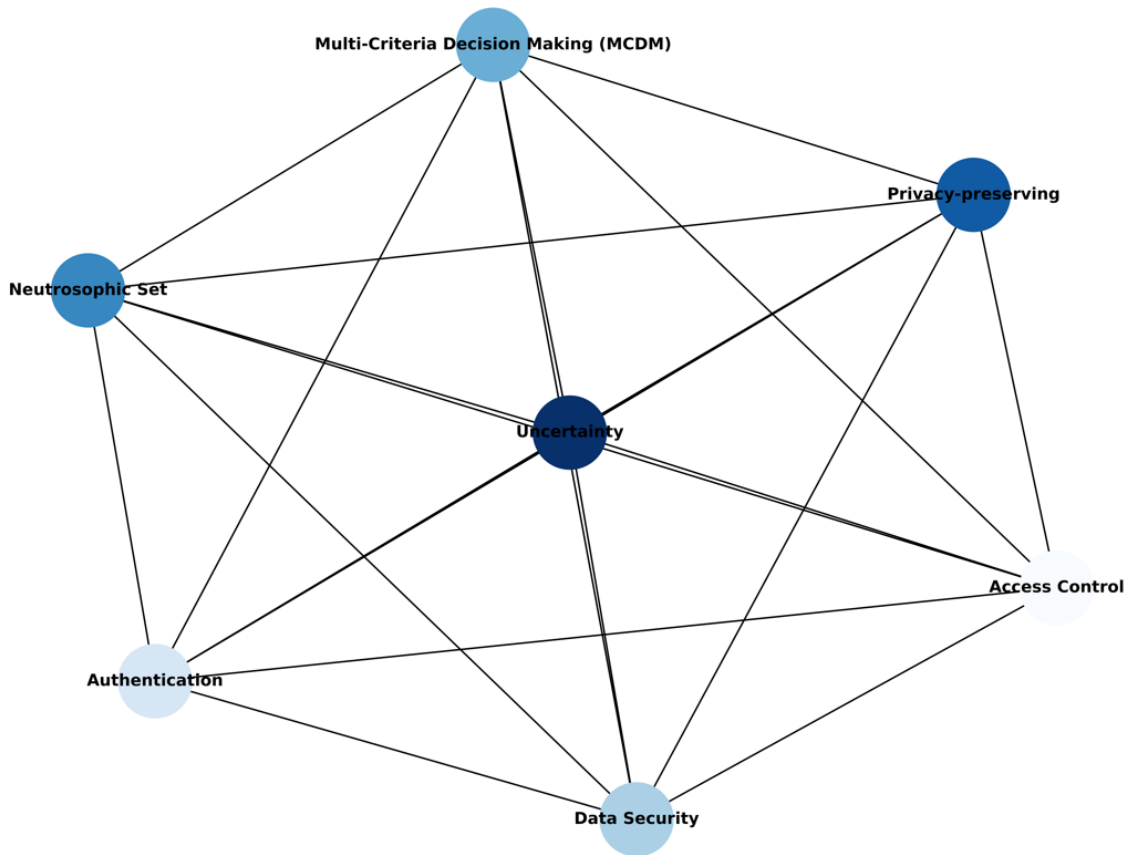 Multi-Criteria Decision Making (MCDM)
Privacy-preserving
Neutrosophic Set
Uncertainty
Access Control
Authentication
Data Security